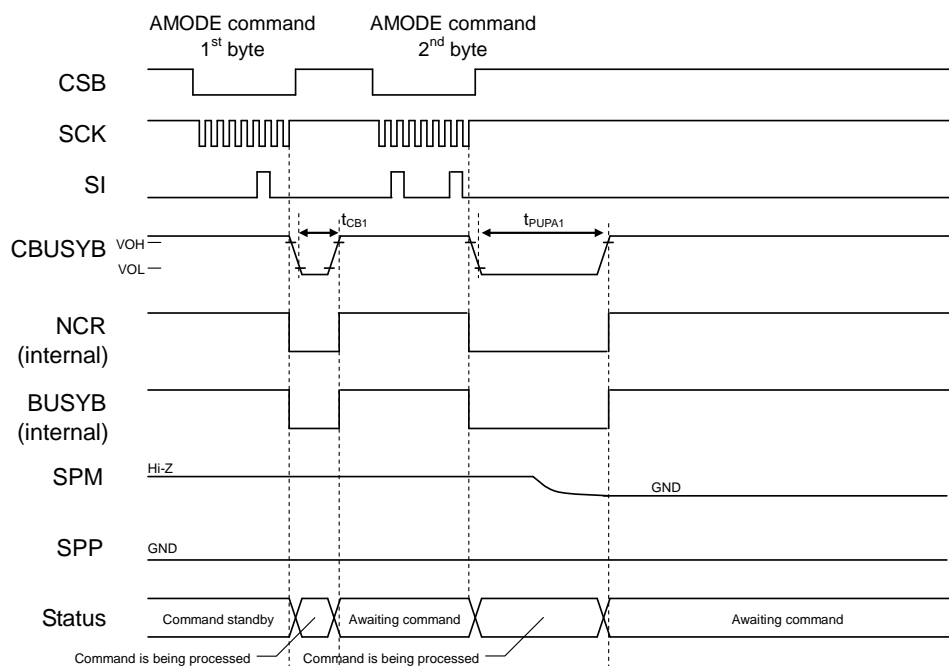 AMODE command
1st byte
AMODE command
2nd byte
CSB
SCK
SI
tCB1
tPUPA1
CBUSYB
VOH
VOL
NCR
(internal)
BUSYB
(internal)
SPM
Hi-Z
GND
SPP
GND
Status
Command standby
Awaiting command
Awaiting command
Command is being processed
Command is being processed